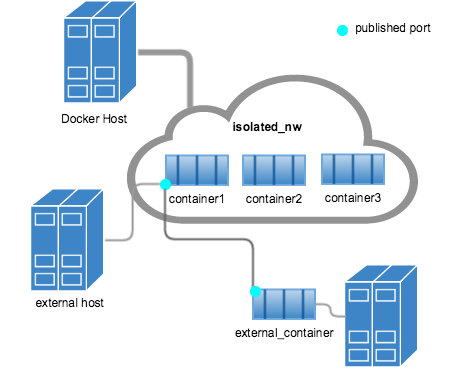 published port
Docker Host
isolated_nw
container1
container2
container3
external host
external_container